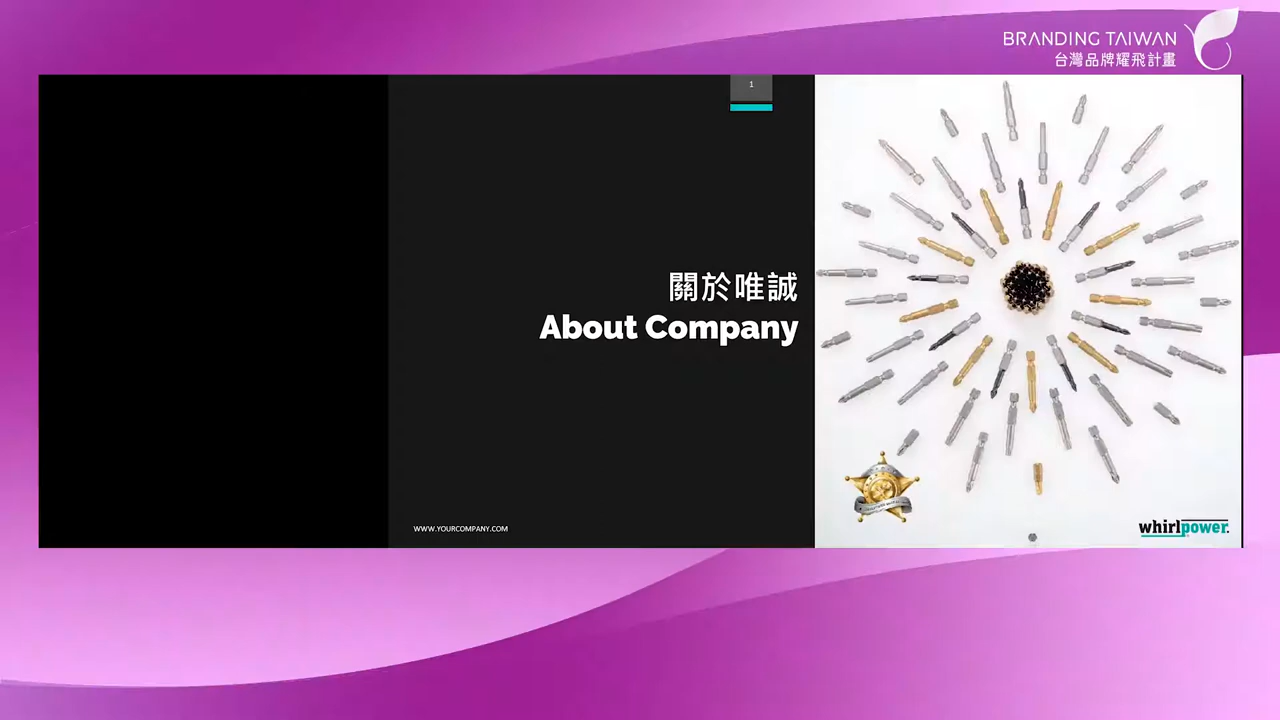 BRANDING TAIWAN
台灣品牌耀飛計畫
1
關於唯誠
About Company
WWW.YOURCOMPANY.COM
whirlpower.